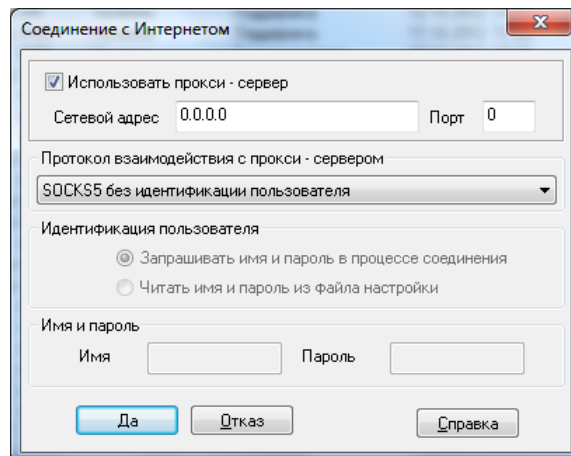 Соединение с Интернетом
Использовать прокси - сервер
Сетевой адрес 0.0.0.0 Порт 0
Протокол взаимодействия с прокси - сервером
SOCKS5 без идентификации пользователя
Идентификация пользователя
Запрашивать имя и пароль в процессе соединения
Читать имя и пароль из файла настройки
Имя и пароль
Имя Пароль
Да Отказ Справка